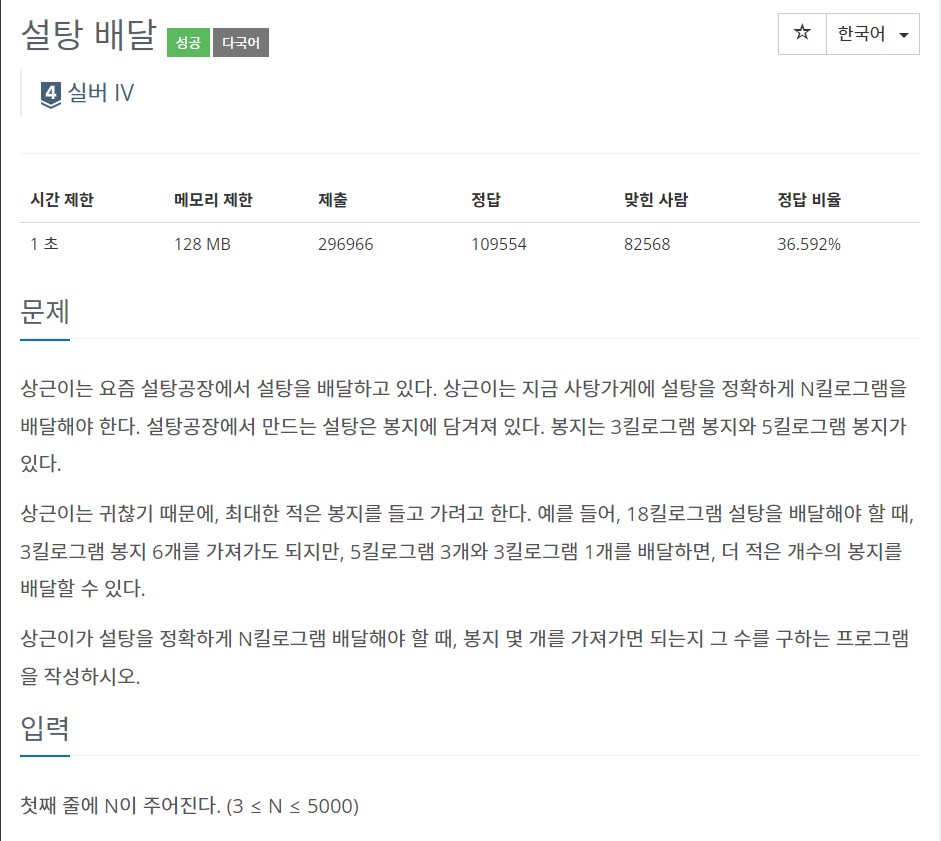 설탕 배달 성공 다국어
☆ 한국어
4 실버 IV
시간 제한 메모리 제한 제출 정답 맞힌 사람 정답 비율
1 초 128 MB 296966 109554 82568 36.592%
문제
상근이는 요즘 설탕공장에서 설탕을 배달하고 있다. 상근이는 지금 사탕가게에 설탕을 정확하게 N킬로그램을
배달해야 한다. 설탕공장에서 만드는 설탕은 봉지에 담겨져 있다. 봉지는 3킬로그램 봉지와 5킬로그램 봉지가
있다.
상근이는 귀찮기 때문에, 최대한 적은 봉지를 들고 가려고 한다. 예를 들어, 18킬로그램 설탕을 배달해야 할 때,
3킬로그램 봉지 6개를 가져가도 되지만, 5킬로그램 3개와 3킬로그램 1개를 배달하면, 더 적은 개수의 봉지를
배달할 수 있다.
상근이가 설탕을 정확하게 N킬로그램 배달해야 할 때, 봉지 몇 개를 가져가면 되는지 그 수를 구하는 프로그램
을 작성하시오.
입력
첫째 줄에 N이 주어진다. (3 ≤ N ≤ 5000)